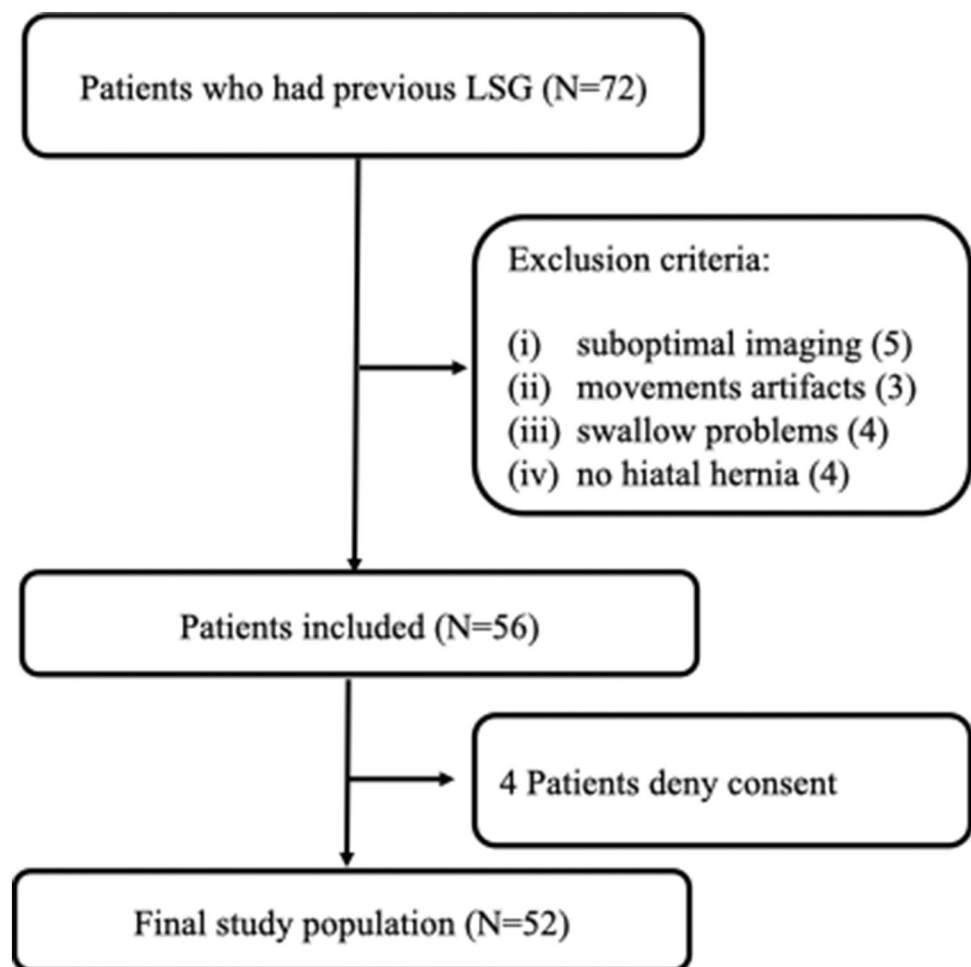 Patients who had previous LSG (N=72)
Exclusion criteria:
(i) suboptimal imaging (5)
(ii) movements artifacts (3)
(iii) swallow problems (4)
(iv) no hiatal hernia (4)
Patients included (N=56)
4 Patients deny consent
Final study population (N=52)